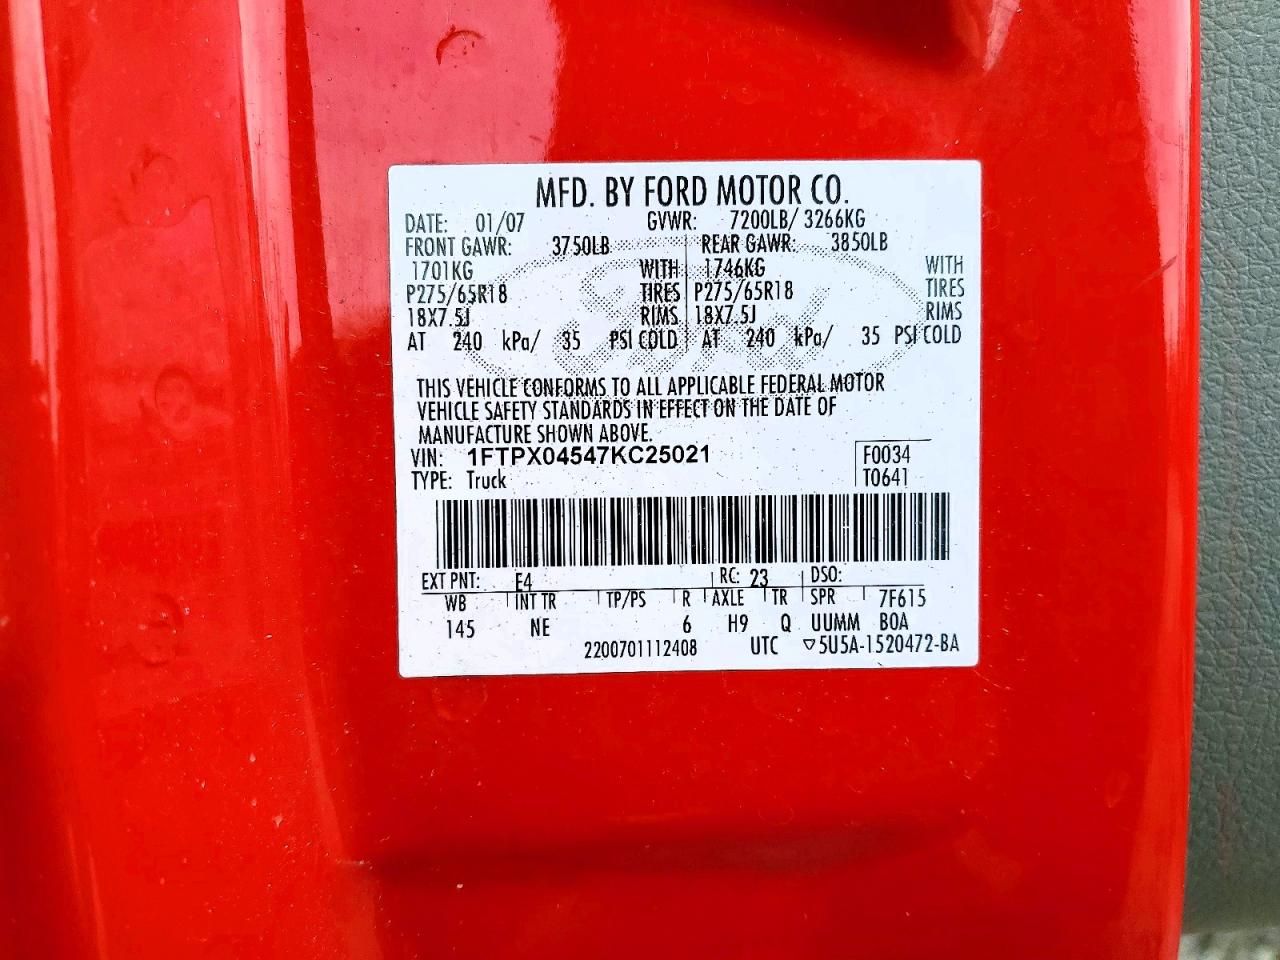 MFD. BY FORD MOTOR CO.
DATE: 01/07 GVWR: 7200LB/ 3266KG
FRONT GAWR: 3750LB REAR GAWR: 3850LB
1701KG WITH 1746KG WITH
P275/65R18 TIRES P275/65R18 TIRES
18X7.5J RIMS 18X7.5J RIMS
AT 240 kPa/ 35 PSI COLD AT 240 kPa/ 35 PSI COLD
THIS VEHICLE CONFORMS TO ALL APPLICABLE FEDERAL MOTOR
VEHICLE SAFETY STANDARDS IN EFFECT ON THE DATE OF
MANUFACTURE SHOWN ABOVE.
VIN: 1FTPX04547KC25021 F0034
TYPE: Truck T0641
EXT PNT: E4 RC: 23 DSO:
WB INT TR TP/PS R AXLE TR SPR 7F615
145 NE 6 H9 Q UUMM BOA
2200701112408 UTC ▽5U5A-1520472-BA